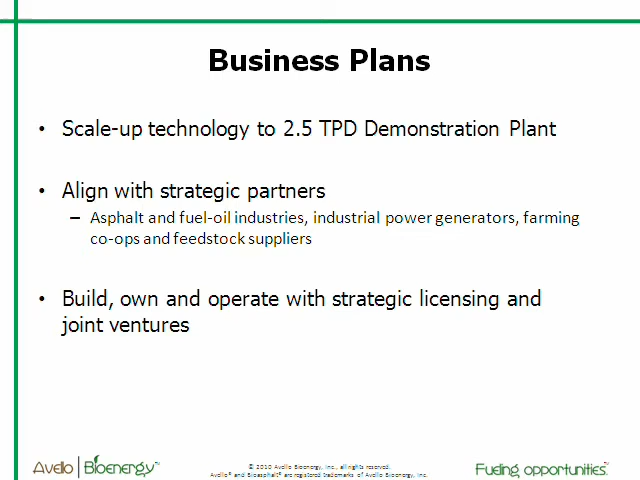 Business Plans
• Scale-up technology to 2.5 TPD Demonstration Plant
• Align with strategic partners
– Asphalt and fuel-oil industries, industrial power generators, farming
co-ops and feedstock suppliers
• Build, own and operate with strategic licensing and
joint ventures
Avello | Bioenergy™
© 2010 Avello Bioenergy, Inc., all rights reserved.
Avello® and Bioasphalt® are registered trademarks of Avello Bioenergy, Inc.
Fueling opportunities.™